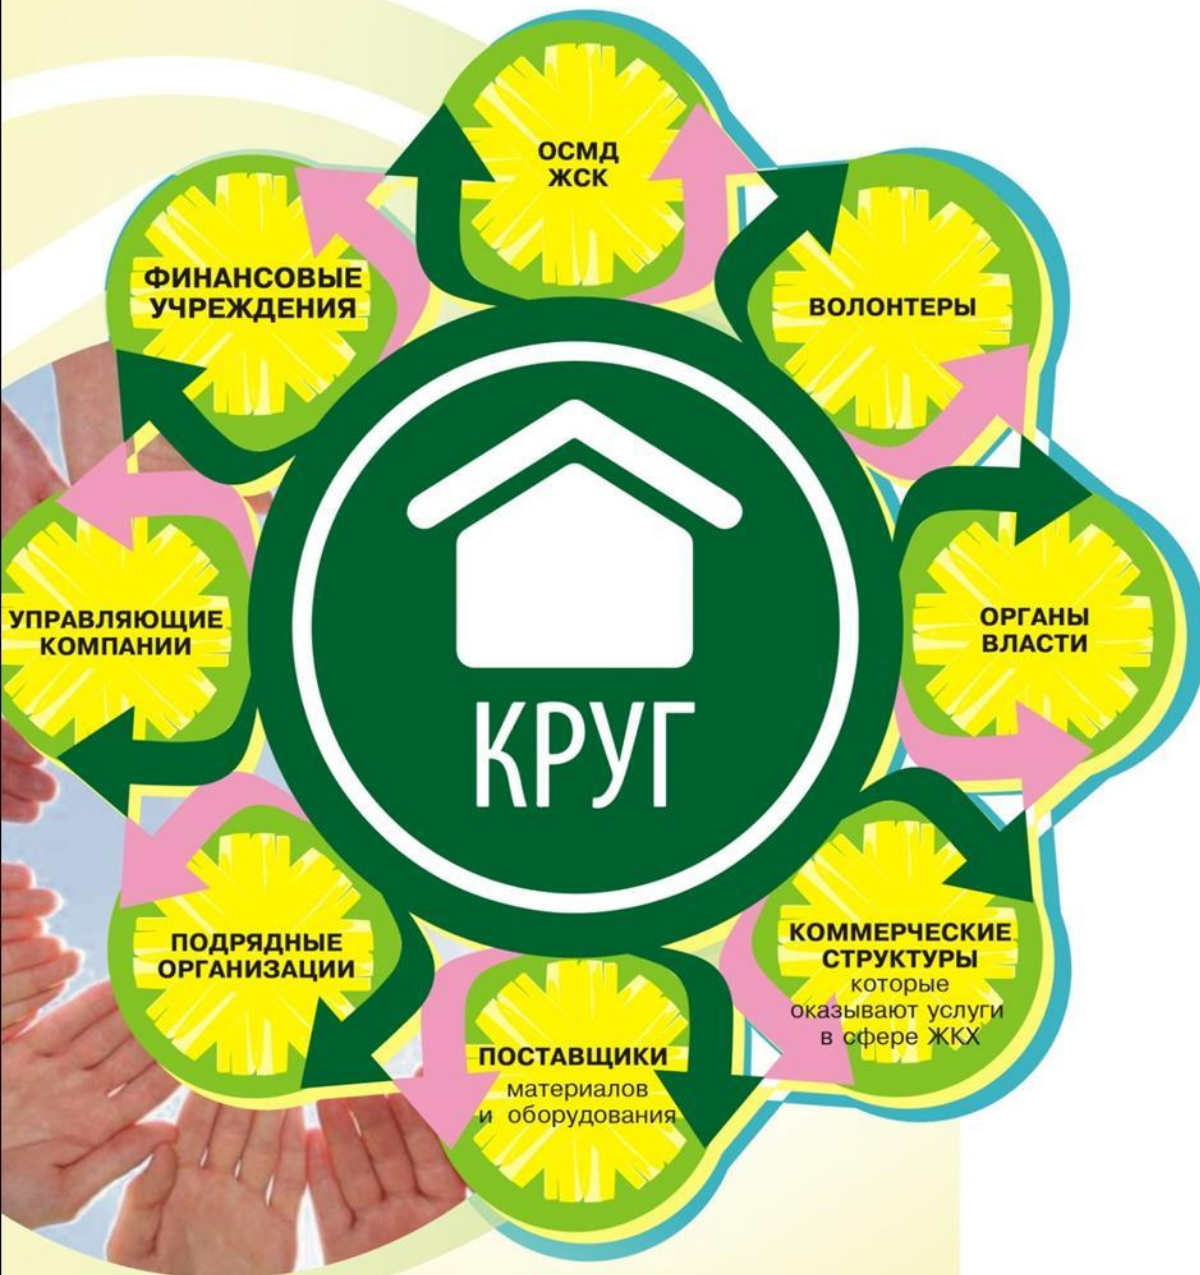 ОСМД
ЖСК
ФИНАНСОВЫЕ
УЧРЕЖДЕНИЯ
ВОЛОНТЕРЫ
УПРАВЛЯЮЩИЕ
КОМПАНИИ
ОРГАНЫ
ВЛАСТИ
КРУГ
ПОДРЯДНЫЕ
ОРГАНИЗАЦИИ
КОММЕРЧЕСКИЕ
СТРУКТУРЫ
которые
оказывают услуги
в сфере ЖКХ
ПОСТАВЩИКИ
материалов
и оборудования